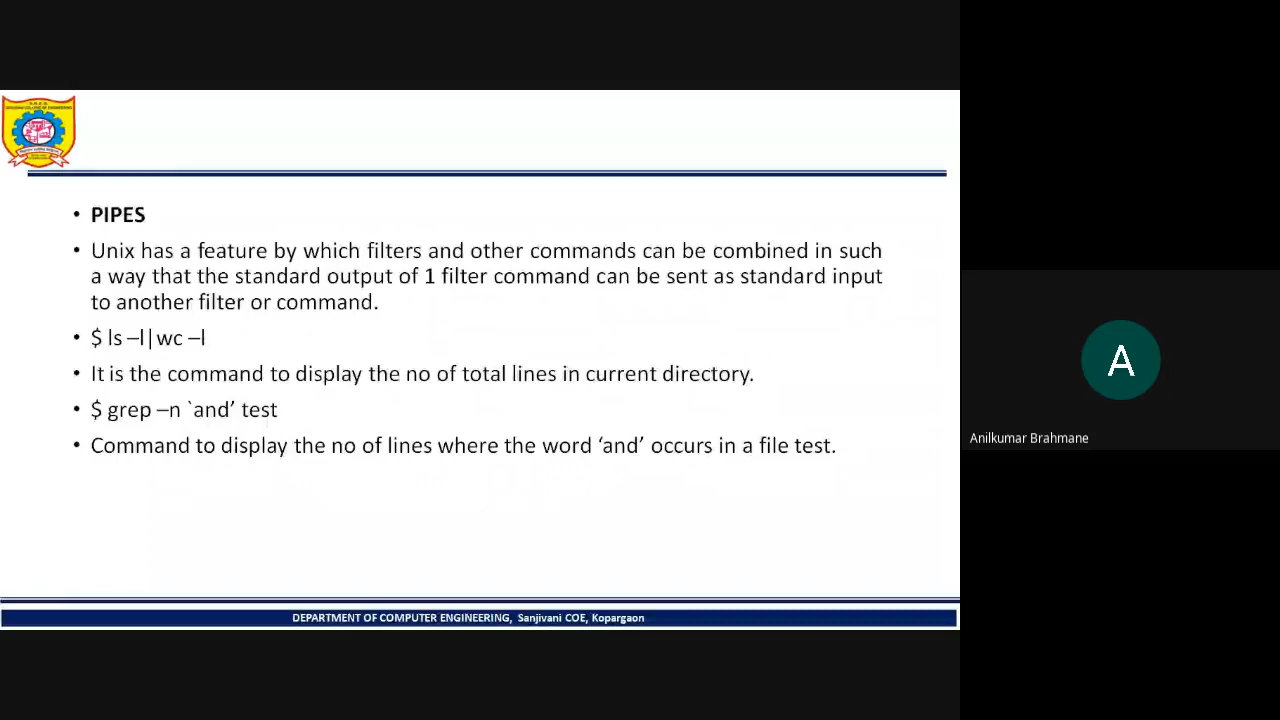 • PIPES
• Unix has a feature by which filters and other commands can be combined in such
a way that the standard output of 1 filter command can be sent as standard input
to another filter or command.
• $ ls –l|wc –l
• It is the command to display the no of total lines in current directory.
• $ grep –n `and’ test
• Command to display the no of lines where the word ‘and’ occurs in a file test.
DEPARTMENT OF COMPUTER ENGINEERING, Sanjivani COE, Kopargaon
A
Anilkumar Brahmane